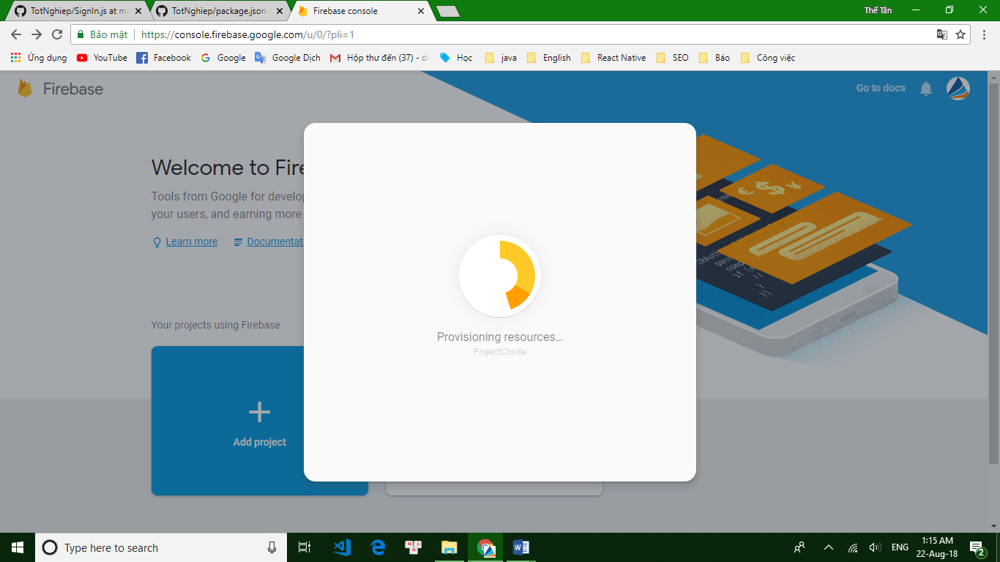 TotNghiep/SignIn.js at ma
TotNghiep/package.json
Firebase console
Thế Tân
Bảo mật
https://console.firebase.google.com/u/0/?pli=1
Ứng dụng
YouTube
Facebook
Google
Google Dịch
Hộp thư đến (37) - di
Học
java
English
React Native
SEO
Báo
Công việc
Firebase
Go to docs
Welcome to Fire
Tools from Google for develop
your users, and earning more
Learn more
Documentat
Provisioning resources...
ProjectChoXe
Your projects using Firebase
Add project
Type here to search
ENG
1:15 AM
22-Aug-18
2